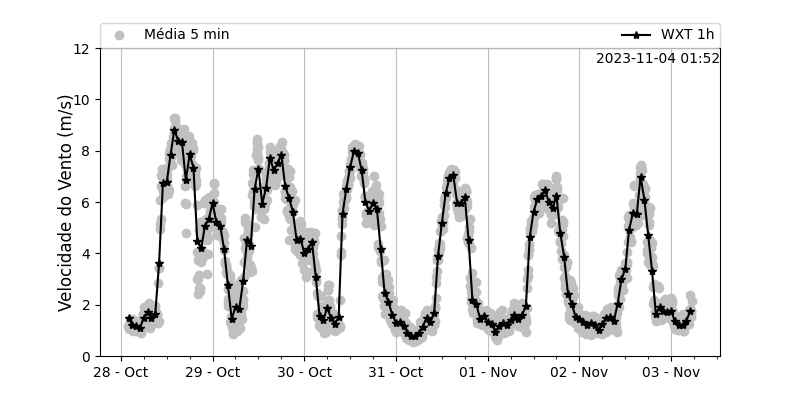 Média 5 min
WXT 1h
2023-11-04 01:52
Velocidade do Vento (m/s)
12
10
8
6
4
2
0
28 - Oct
29 - Oct
30 - Oct
31 - Oct
01 - Nov
02 - Nov
03 - Nov